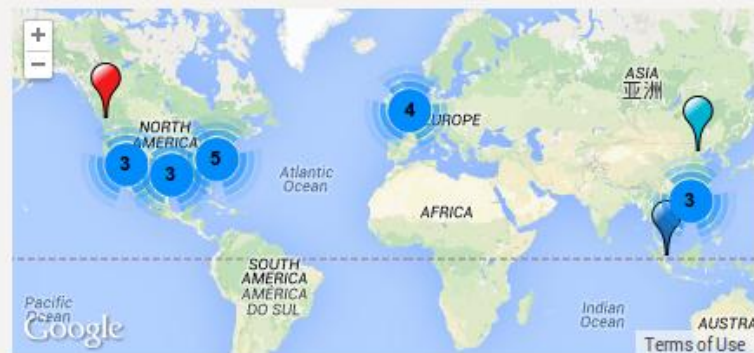 +
−
ASIA
亚洲
4
EUROPE
NORTH
AMERICA
3
3
5
Atlantic
Ocean
AFRICA
3
SOUTH
AMERICA
AMÉRICA
DO SUL
Pacific
Ocean
Indian
Ocean
AUSTRA
Google
Terms of Use